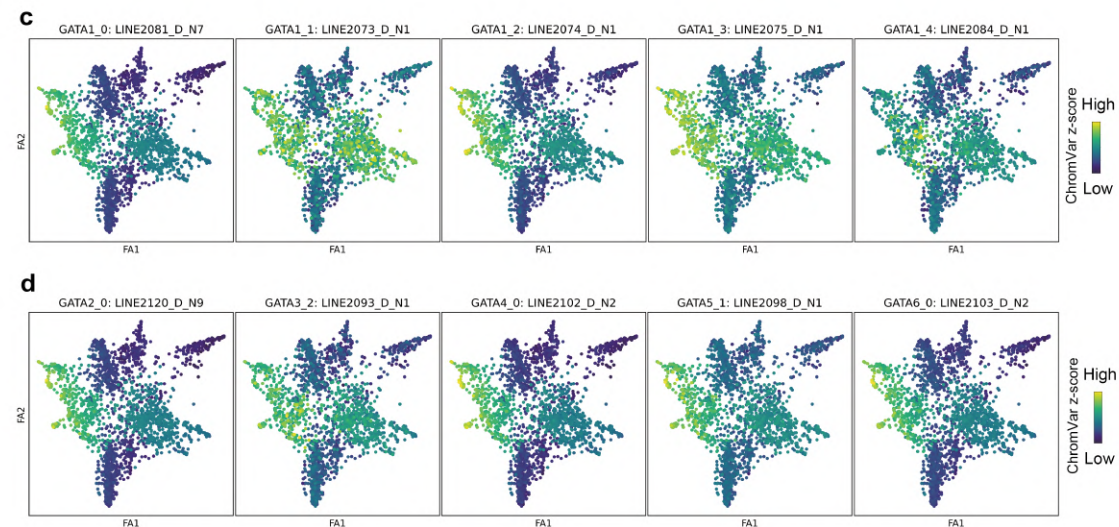 c
GATA1_0: LINE2081_D_N7 GATA1_1: LINE2073_D_N1 GATA1_2: LINE2074_D_N1 GATA1_3: LINE2075_D_N1 GATA1_4: LINE2084_D_N1
FA2
High
ChromVar z-score
Low
FA1 FA1 FA1 FA1 FA1
d
GATA2_0: LINE2120_D_N9 GATA3_2: LINE2093_D_N1 GATA4_0: LINE2102_D_N2 GATA5_1: LINE2098_D_N1 GATA6_0: LINE2103_D_N2
FA2
High
ChromVar z-score
Low
FA1 FA1 FA1 FA1 FA1